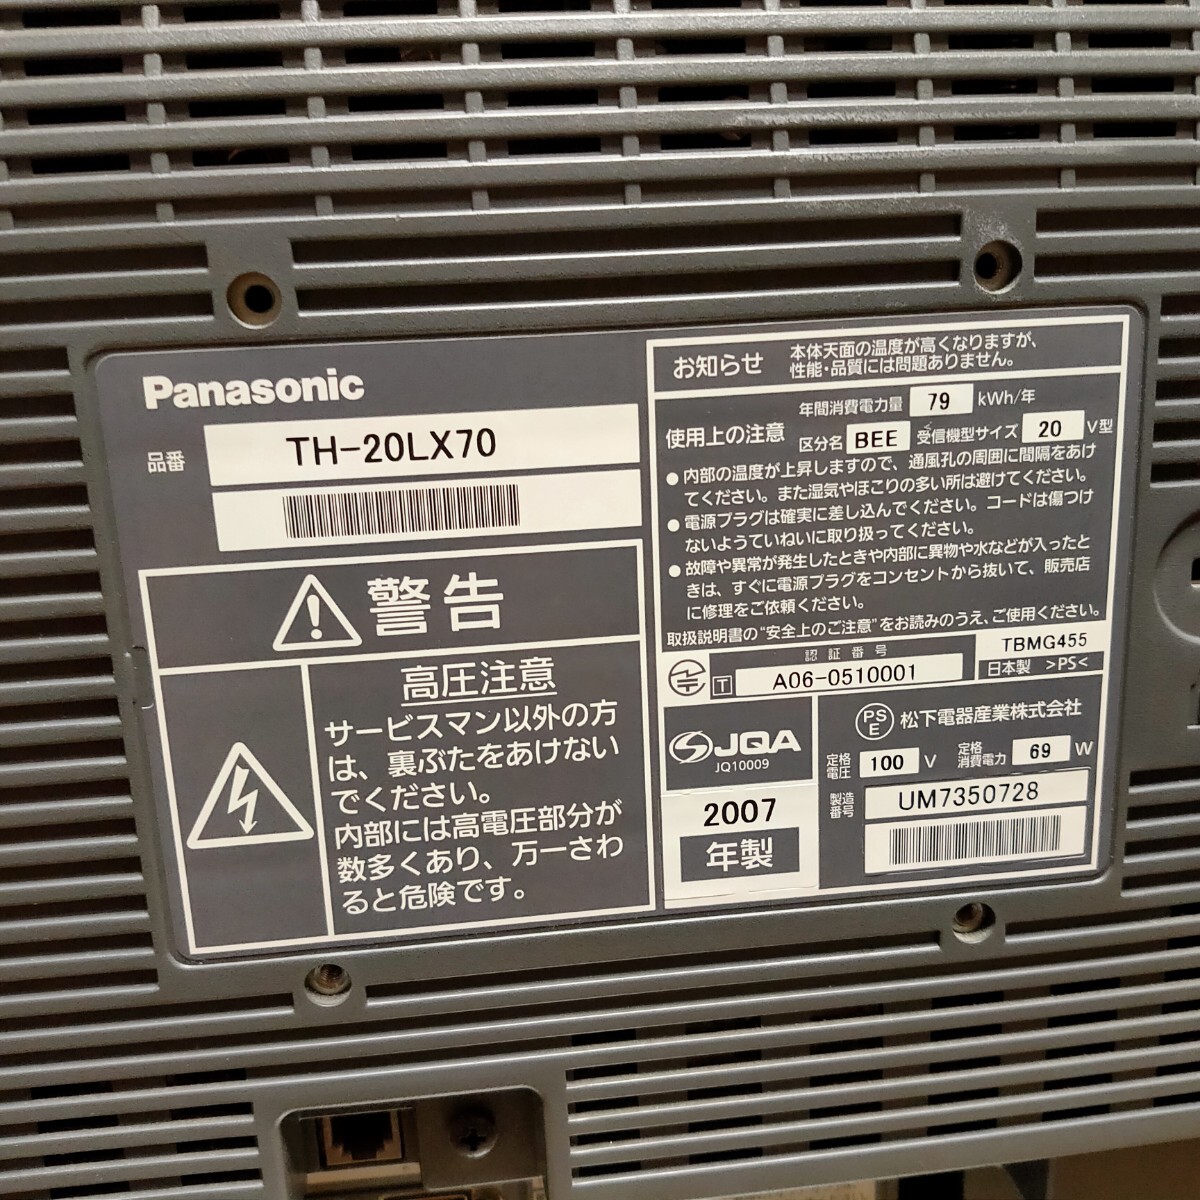 Panasonic
品番 TH-20LX70
警告
高圧注意
サービスマン以外の方
は、裏ぶたをあけない
でください。
内部には高電圧部分が
数多くあり、万一さわ
ると危険です。
お知らせ
本体天面の温度が高くなりますが、
性能・品質には問題ありません。
使用上の注意
年間消費電力量 79 kWh/年
区分名 BEE 受信機型サイズ 20 V型
●内部の温度が上昇しますので、通風孔の周囲に間隔をあけ
てください。また湿気やほこりの多い所は避けてください。
●電源プラグは確実に差し込んでください。コードは傷つけ
ないようていねいに取り扱ってください。
●故障や異常が発生したときや内部に異物や水などが入ったと
きは、すぐに電源プラグをコンセントから抜いて、販売店
に修理をご依頼ください。
取扱説明書の"安全上のご注意"をお読みのうえ、ご使用ください。
認証番号
T A06-0510001
TBMG455
日本製 >PS<
JQA
JQ10009
2007
年製
PSE 松下電器産業株式会社
定格電圧 100 V 定格消費電力 69 W
製造番号 UM7350728